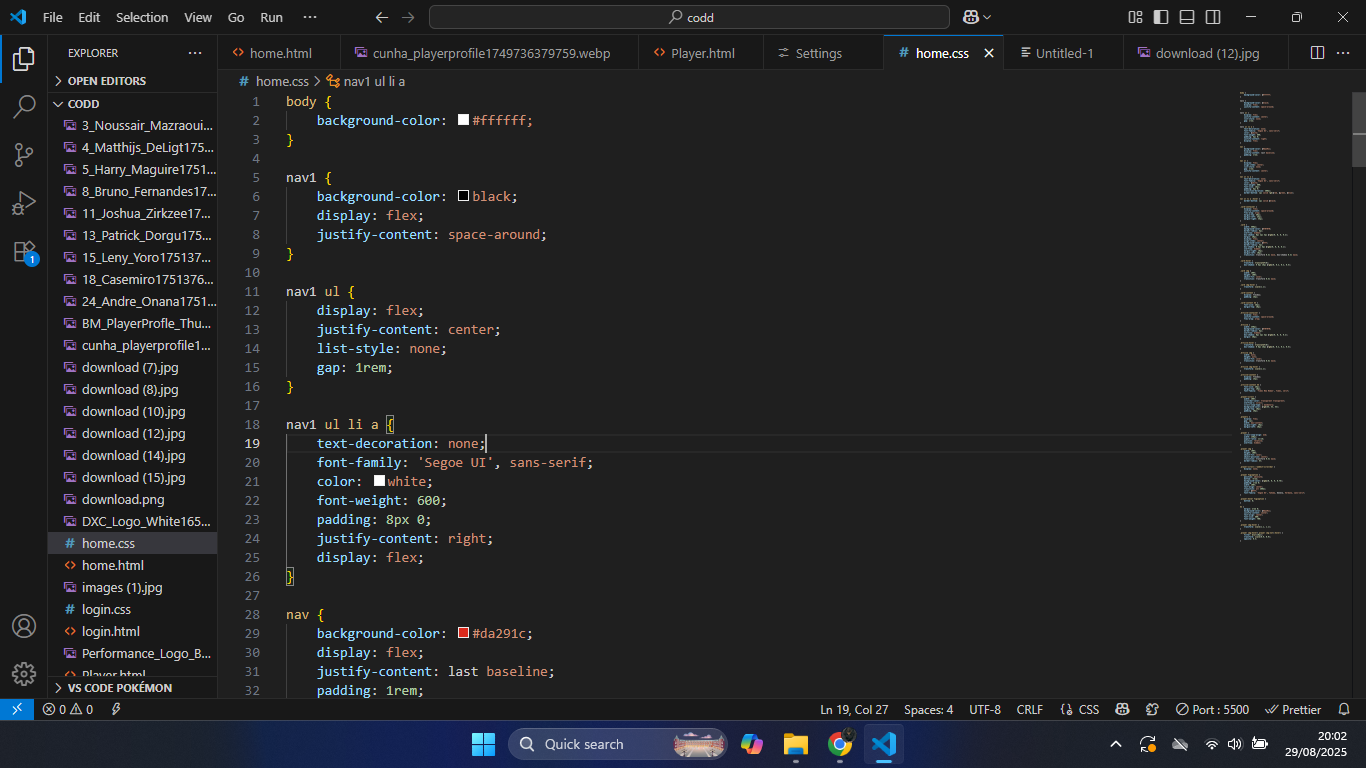 File Edit Selection View Go Run ··· codd
EXPLORER ···
OPEN EDITORS
CODD
3_Noussair_Mazraoui...
4_Matthijs_DeLigt175...
5_Harry_Maguire1751...
8_Bruno_Fernandes17...
11_Joshua_Zirkzee17...
13_Patrick_Dorgu175...
15_Leny_Yoro175137...
18_Casemiro1751376...
24_Andre_Onana1751...
BM_PlayerProfle_Thu...
cunha_playerprofile1...
download (7).jpg
download (8).jpg
download (10).jpg
download (12).jpg
download (14).jpg
download (15).jpg
download.png
DXC_Logo_White165...
home.css
home.html
images (1).jpg
login.css
login.html
Performance_Logo_B...
Player.html
VS CODE POKÉMON
1
home.html cunha_playerprofile1749736379759.webp Player.html Settings home.css Untitled-1 download (12).jpg ···
home.css > nav1 ul li a
1 body {
2 background-color: #ffffff;
3 }
4
5 nav1 {
6 background-color: black;
7 display: flex;
8 justify-content: space-around;
9 }
10
11 nav1 ul {
12 display: flex;
13 justify-content: center;
14 list-style: none;
15 gap: 1rem;
16 }
17
18 nav1 ul li a {
19 text-decoration: none;
20 font-family: 'Segoe UI', sans-serif;
21 color: white;
22 font-weight: 600;
23 padding: 8px 0;
24 justify-content: right;
25 display: flex;
26 }
27
28 nav {
29 background-color: #da291c;
30 display: flex;
31 justify-content: last baseline;
32 padding: 1rem;
0 0 Ln 19, Col 27 Spaces: 4 UTF-8 CRLF {} CSS Port : 5500 Prettier
Quick search
20:02
29/08/2025